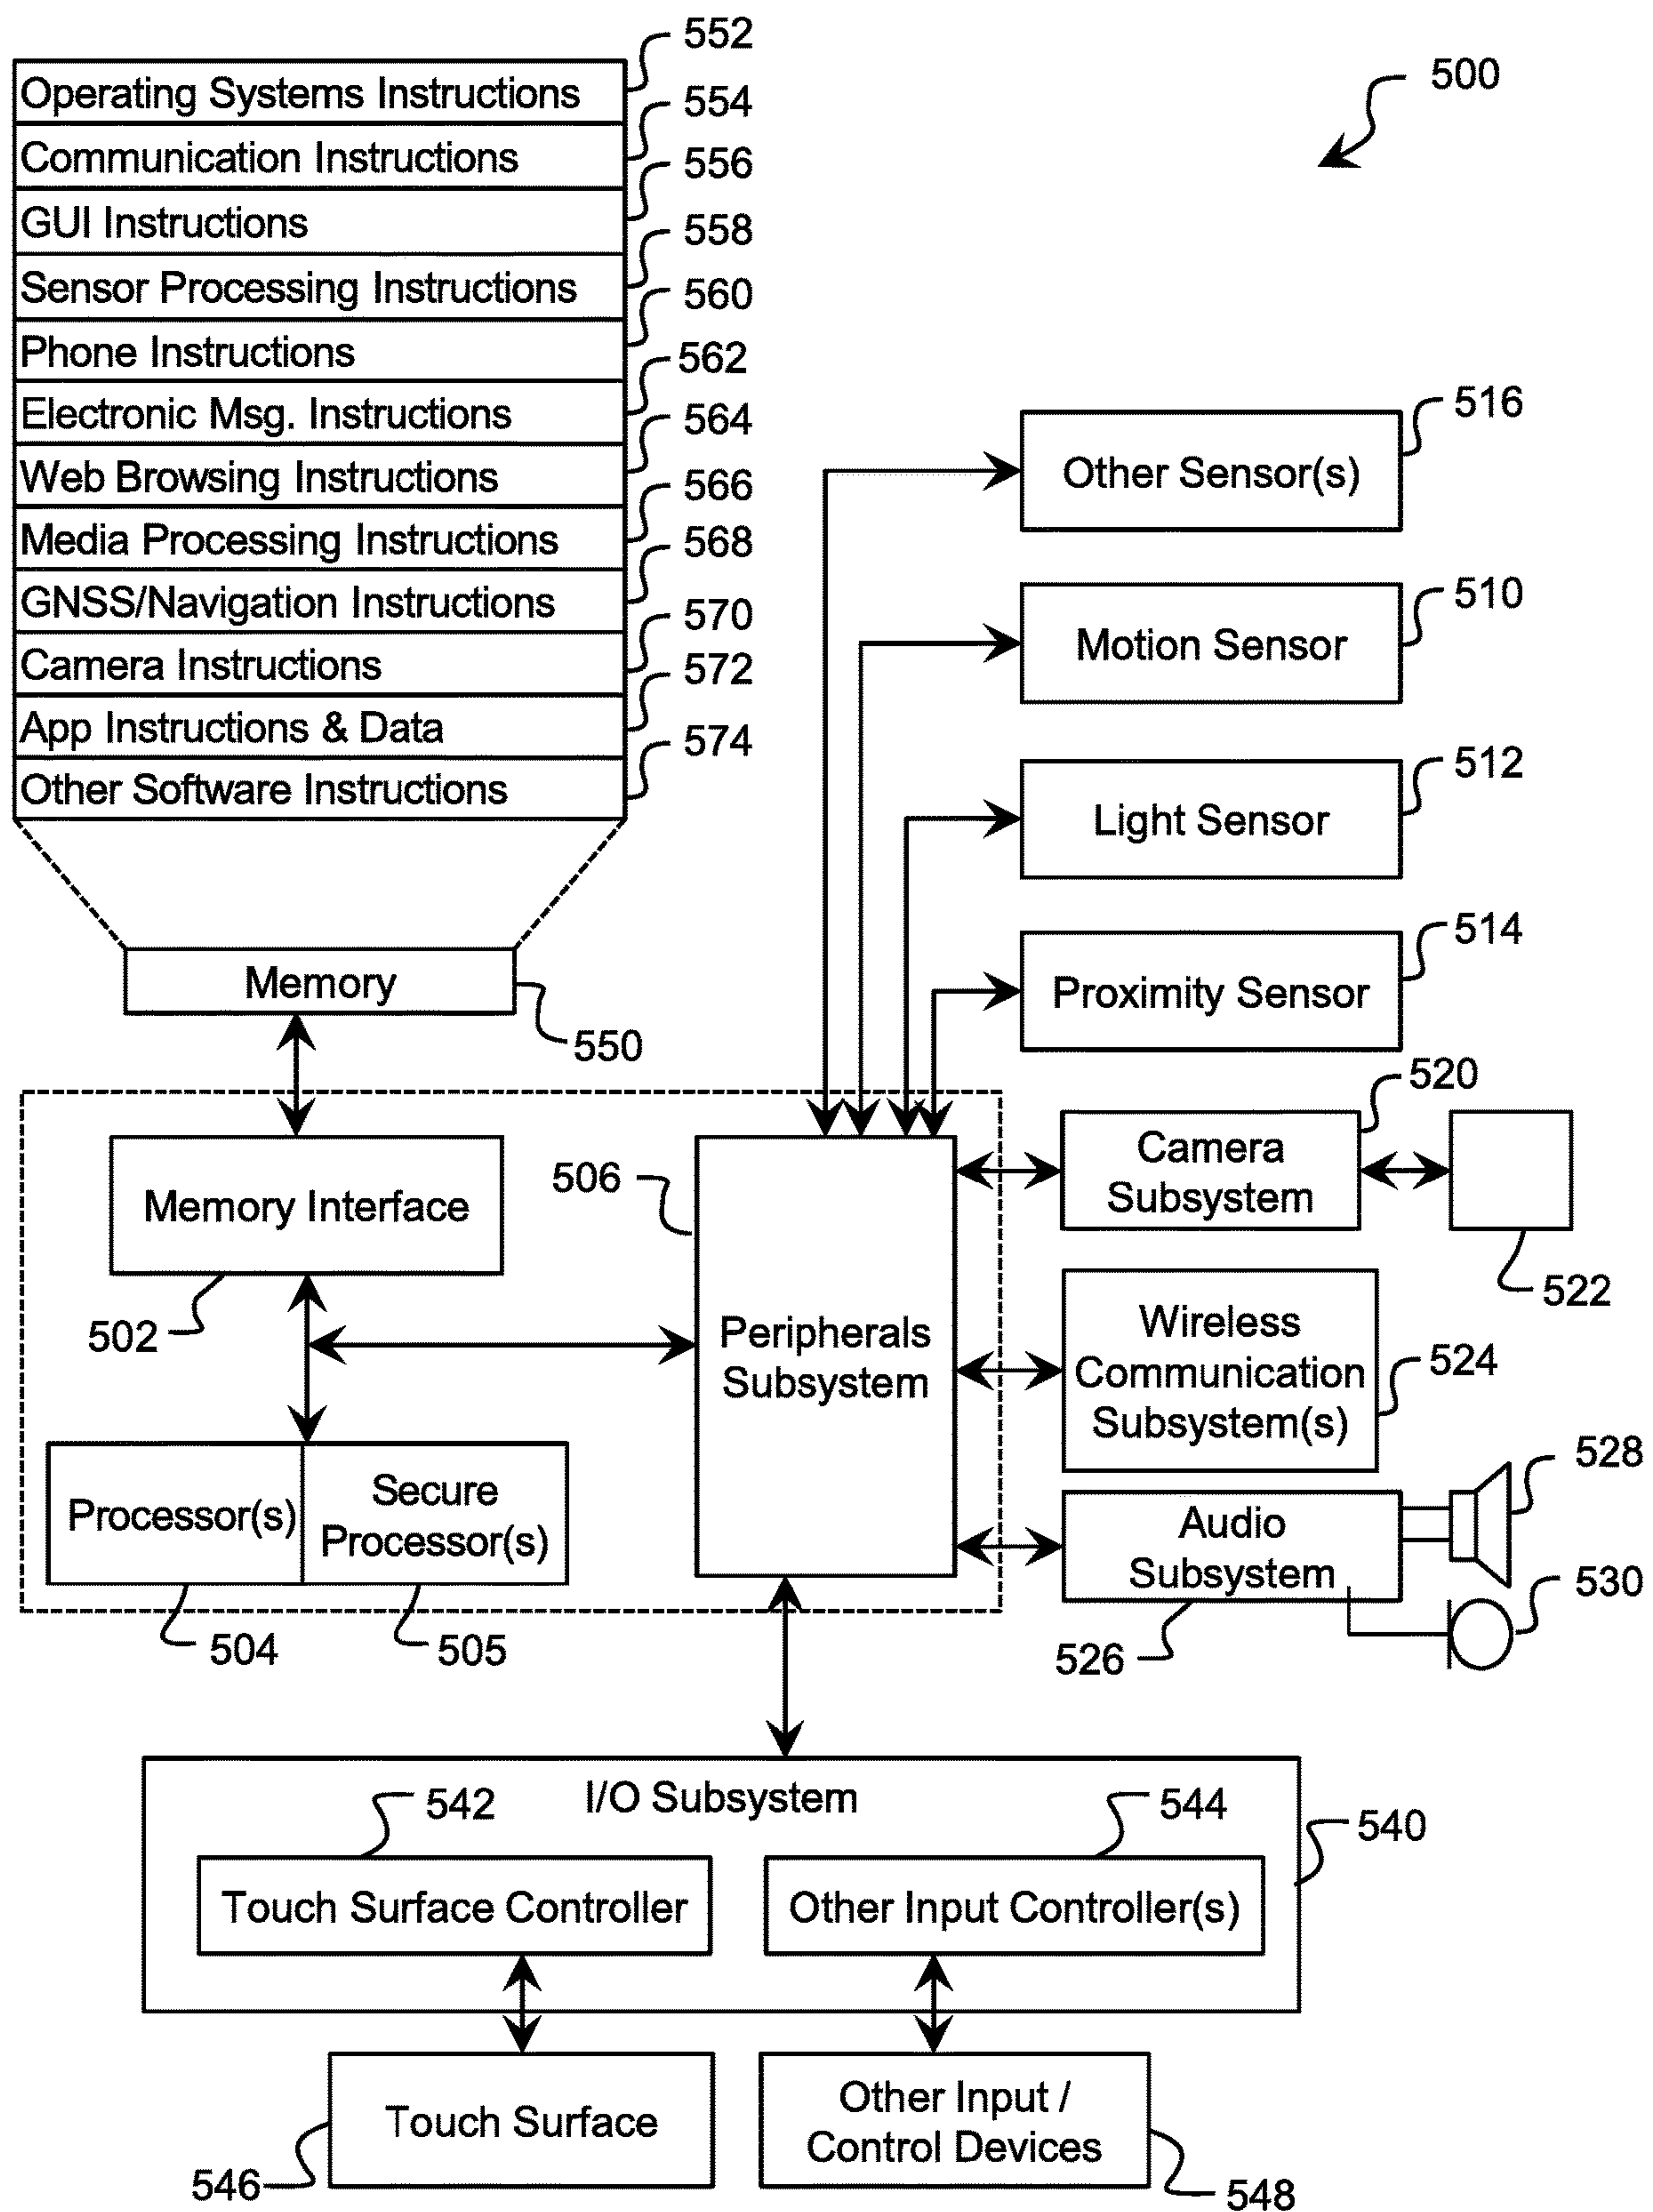 552
500
Operating Systems Instructions
554
Communication Instructions
556
GUI Instructions
558
Sensor Processing Instructions
560
Phone Instructions
562
Electronic Msg. Instructions
564
Web Browsing Instructions
566
Media Processing Instructions
568
GNSS/Navigation Instructions
570
Camera Instructions
572
App Instructions & Data
574
Other Software Instructions
516
Other Sensor(s)
510
Motion Sensor
512
Light Sensor
514
Proximity Sensor
Memory
550
520
Camera
Subsystem
522
Memory Interface
502
506
Peripherals
Subsystem
Wireless
Communication
Subsystem(s)
524
528
Audio
Subsystem
526
530
Processor(s)
Secure
Processor(s)
504
505
I/O Subsystem
542
544
540
Touch Surface Controller
Other Input Controller(s)
Touch Surface
546
Other Input /
Control Devices
548